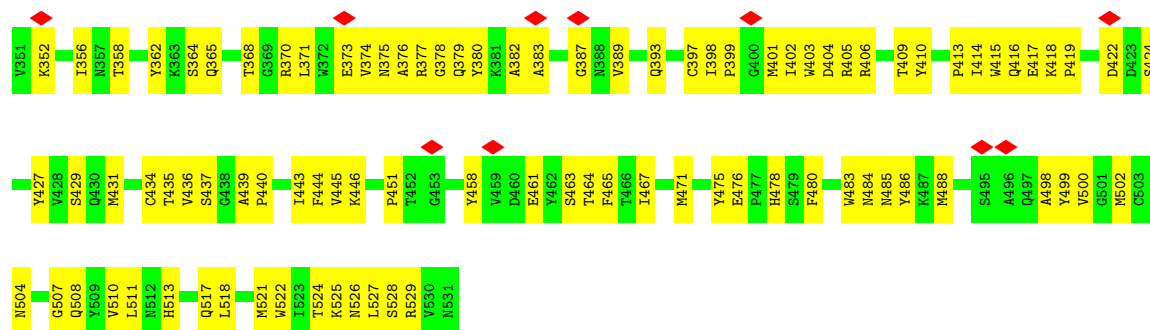 V351 K352 I356 N357 T358 Y362 K363 S364 Q365 T368 G369 R370 L371 W372 E373 V374 N375 A376 R377 G378 Q379 Y380 K381 A382 A383 G387 N388 V389 Q393 C397 I398 P399 G400 M401 I402 W403 D404 R405 R406 T409 Y410 P413 I414 W415 Q416 E417 K418 P419 D422 D423 S424
Y427 V428 S429 Q430 M431 C434 T435 V436 S437 G438 A439 P440 I443 F444 V445 K446 P451 T452 G453 Y458 V459 D460 E461 Y462 S463 T464 F465 T466 I467 M471 Y475 E476 P477 H478 S479 F480 W483 N484 N485 Y486 K487 M488 S495 A496 Q497 A498 Y499 V500 G501 M502 C503
N504 G507 Q508 Y509 V510 L511 N512 H513 Q517 L518 M521 W522 I523 T524 K525 N526 L527 S528 R529 V530 N531